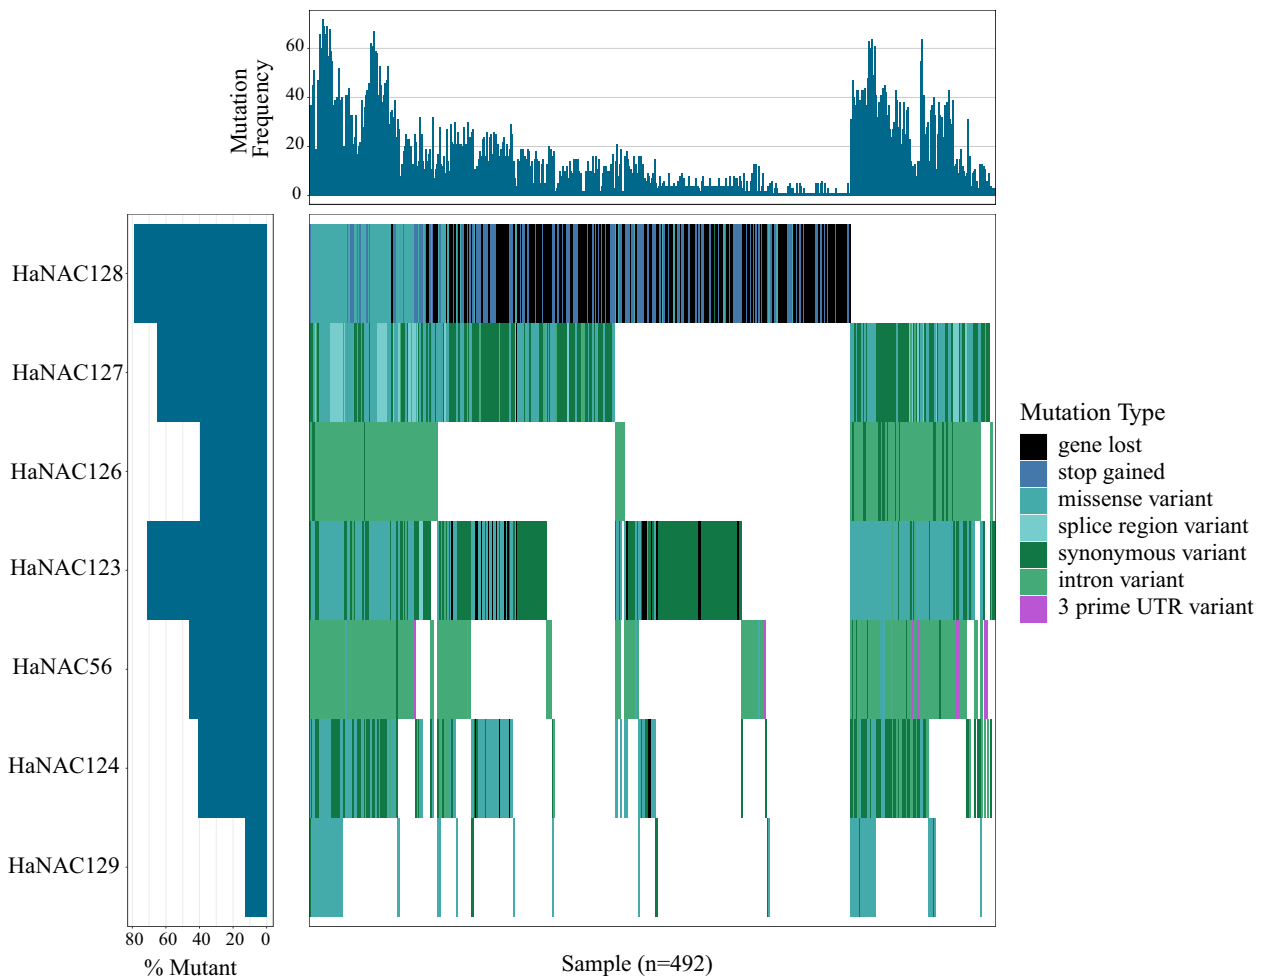 Mutation
Frequency
60
40
20
0
HaNAC128
HaNAC127
HaNAC126
HaNAC123
HaNAC56
HaNAC124
HaNAC129
80 60 40 20 0
% Mutant
Sample (n=492)
Mutation Type
gene lost
stop gained
missense variant
splice region variant
synonymous variant
intron variant
3 prime UTR variant